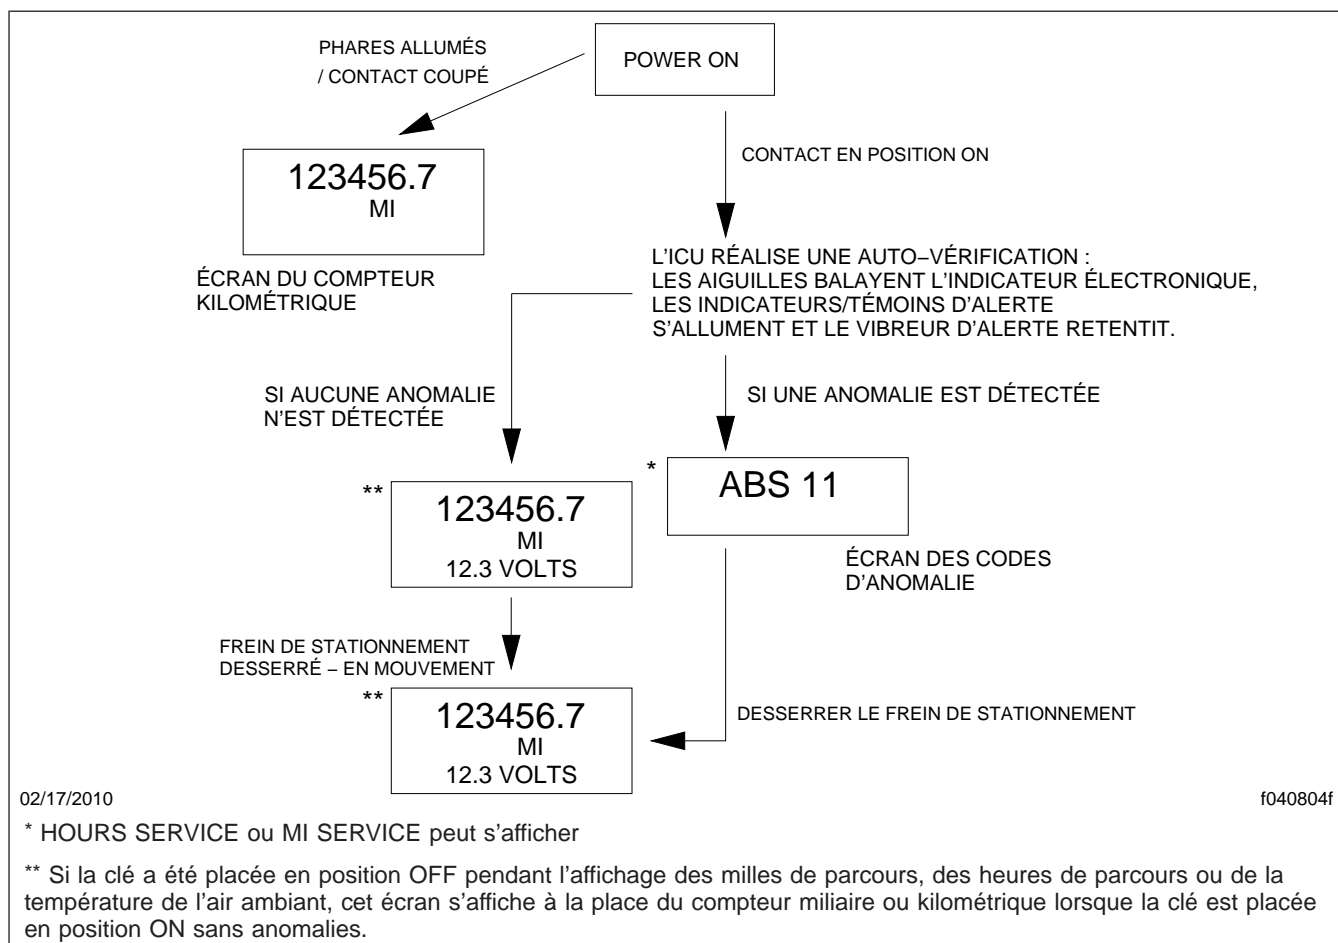 PHARES ALLUMÉS
/ CONTACT COUPÉ
POWER ON
CONTACT EN POSITION ON
123456.7
MI
ÉCRAN DU COMPTEUR
KILOMÉTRIQUE
L'ICU RÉALISE UNE AUTO−VÉRIFICATION :
LES AIGUILLES BALAYENT L'INDICATEUR ÉLECTRONIQUE,
LES INDICATEURS/TÉMOINS D'ALERTE
S'ALLUMENT ET LE VIBREUR D'ALERTE RETENTIT.
SI AUCUNE ANOMALIE
N'EST DÉTECTÉE
SI UNE ANOMALIE EST DÉTECTÉE
**
123456.7
MI
12.3 VOLTS
*
ABS 11
ÉCRAN DES CODES
D'ANOMALIE
FREIN DE STATIONNEMENT
DESSERRÉ − EN MOUVEMENT
**
123456.7
MI
12.3 VOLTS
DESSERRER LE FREIN DE STATIONNEMENT
02/17/2010
f040804f
* HOURS SERVICE ou MI SERVICE peut s'afficher
** Si la clé a été placée en position OFF pendant l'affichage des milles de parcours, des heures de parcours ou de la
température de l'air ambiant, cet écran s'affiche à la place du compteur miliaire ou kilométrique lorsque la clé est placée
en position ON sans anomalies.